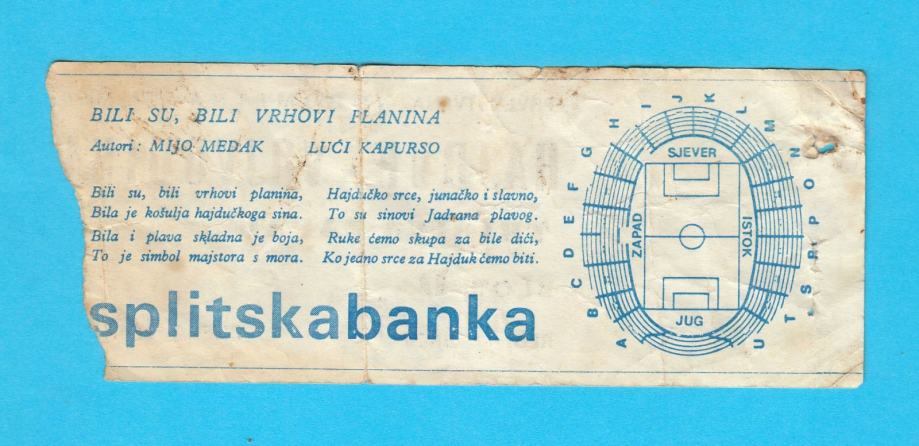 BILI SU, BILI VRHOVI PLANINA
Autori: MIJO MEDAK LUĆI KAPURSO
Bili su, bili vrhovi planina,
Bila je košulja hajdučkoga sina.
Bila i plava skladna je boja,
To je simbol majstora s mora.
Hajdučko srce, junačko i slavno,
To su sinovi Jadrana plavog.
Ruke ćemo skupa za bile dići,
Ko jedno srce za Hajduk ćemo biti.
splitskabanka
A B C D E F G H I J K L M N O P R S T U
SJEVER
ZAPAD
ISTOK
JUG